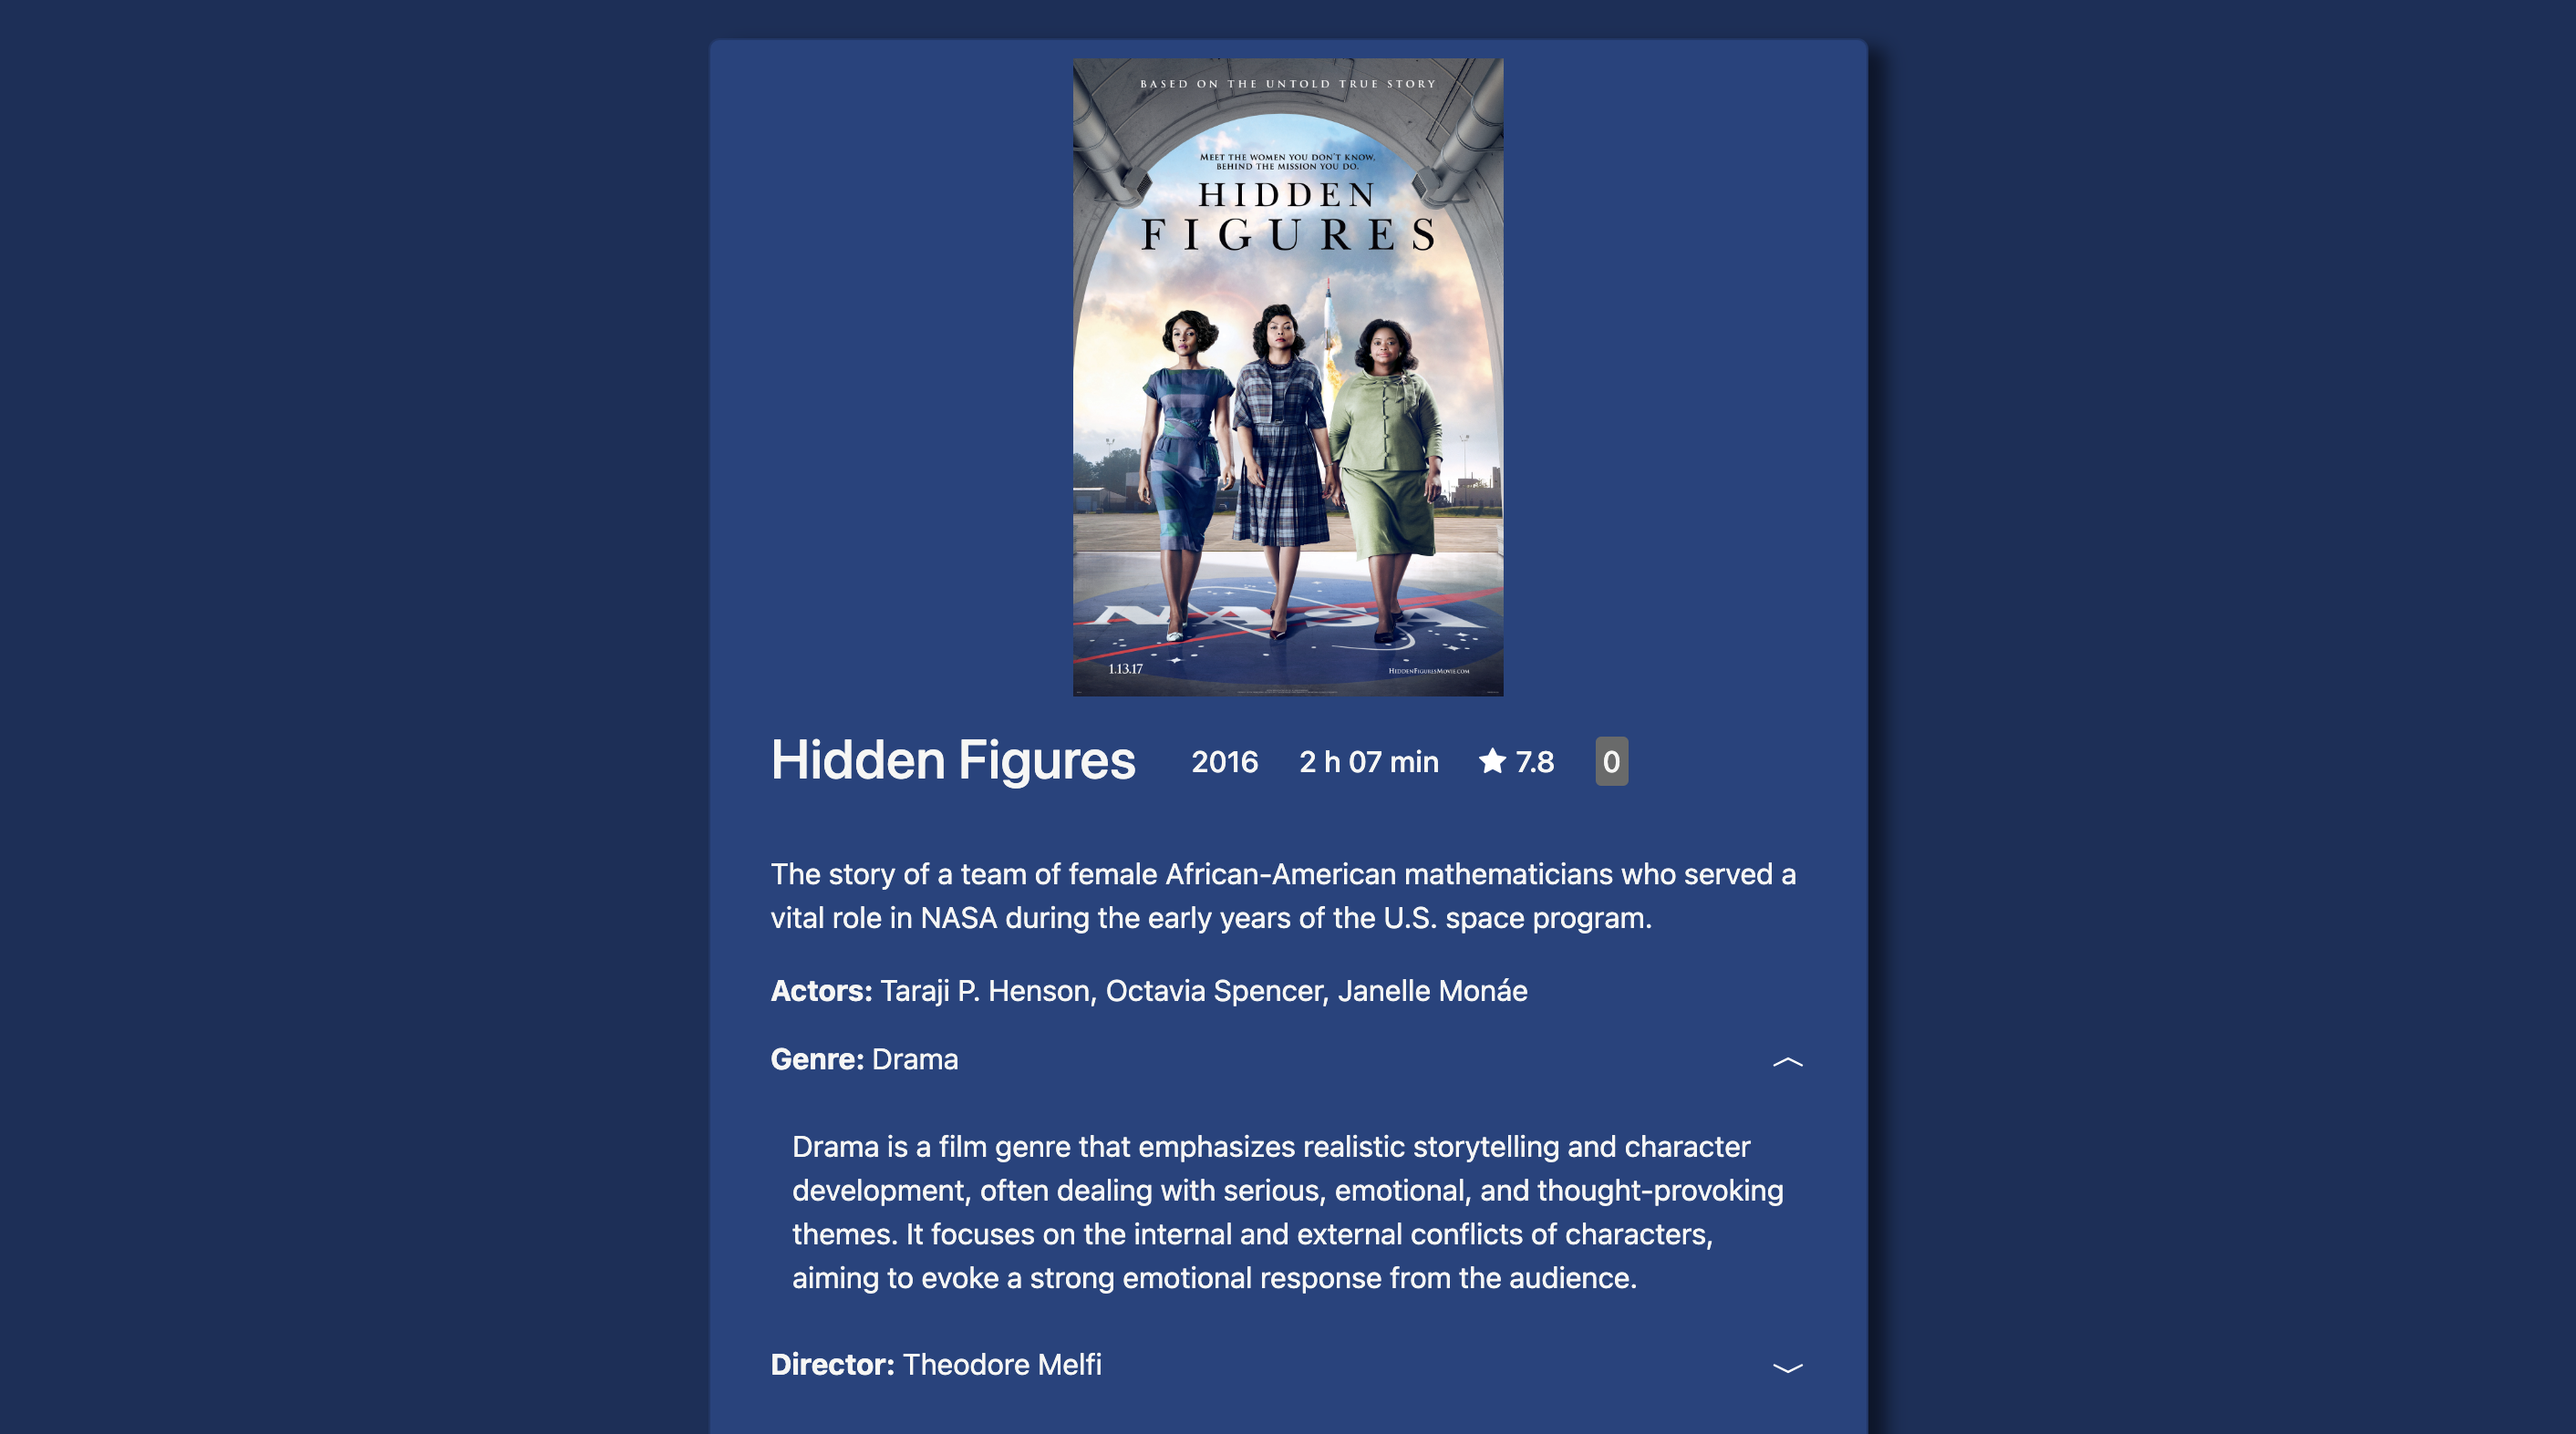 BASED ON THE UNTOLD TRUE STORY
MEET THE WOMEN YOU DON'T KNOW,
BEHIND THE MISSION YOU DO.
HIDDEN
FIGURES
NASA
1.13.17
HIDDENFIGURESMOVIE.COM
Hidden Figures 2016 2 h 07 min 7.8 0
The story of a team of female African-American mathematicians who served a
vital role in NASA during the early years of the U.S. space program.
Actors: Taraji P. Henson, Octavia Spencer, Janelle Monáe
Genre: Drama
Drama is a film genre that emphasizes realistic storytelling and character
development, often dealing with serious, emotional, and thought-provoking
themes. It focuses on the internal and external conflicts of characters,
aiming to evoke a strong emotional response from the audience.
Director: Theodore Melfi